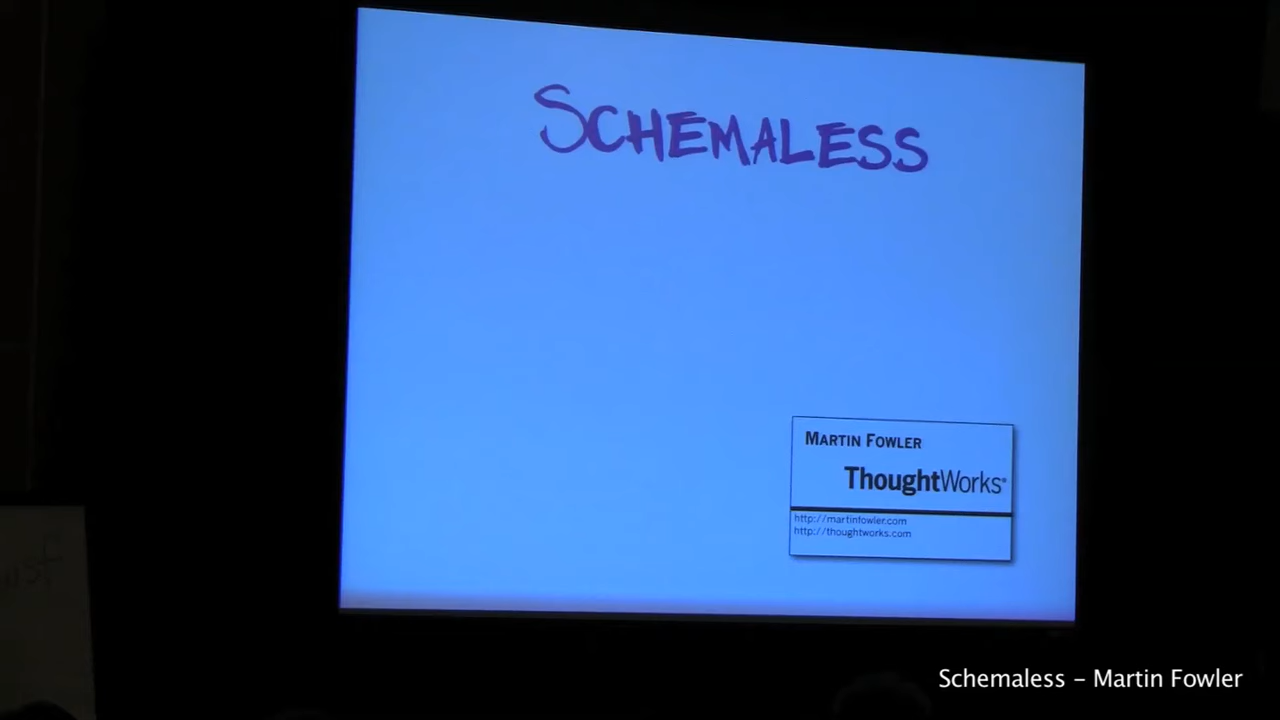 SCHEMALESS
MARTIN FOWLER
ThoughtWorks®
http://martinfowler.com
http://thoughtworks.com
Schemaless – Martin Fowler